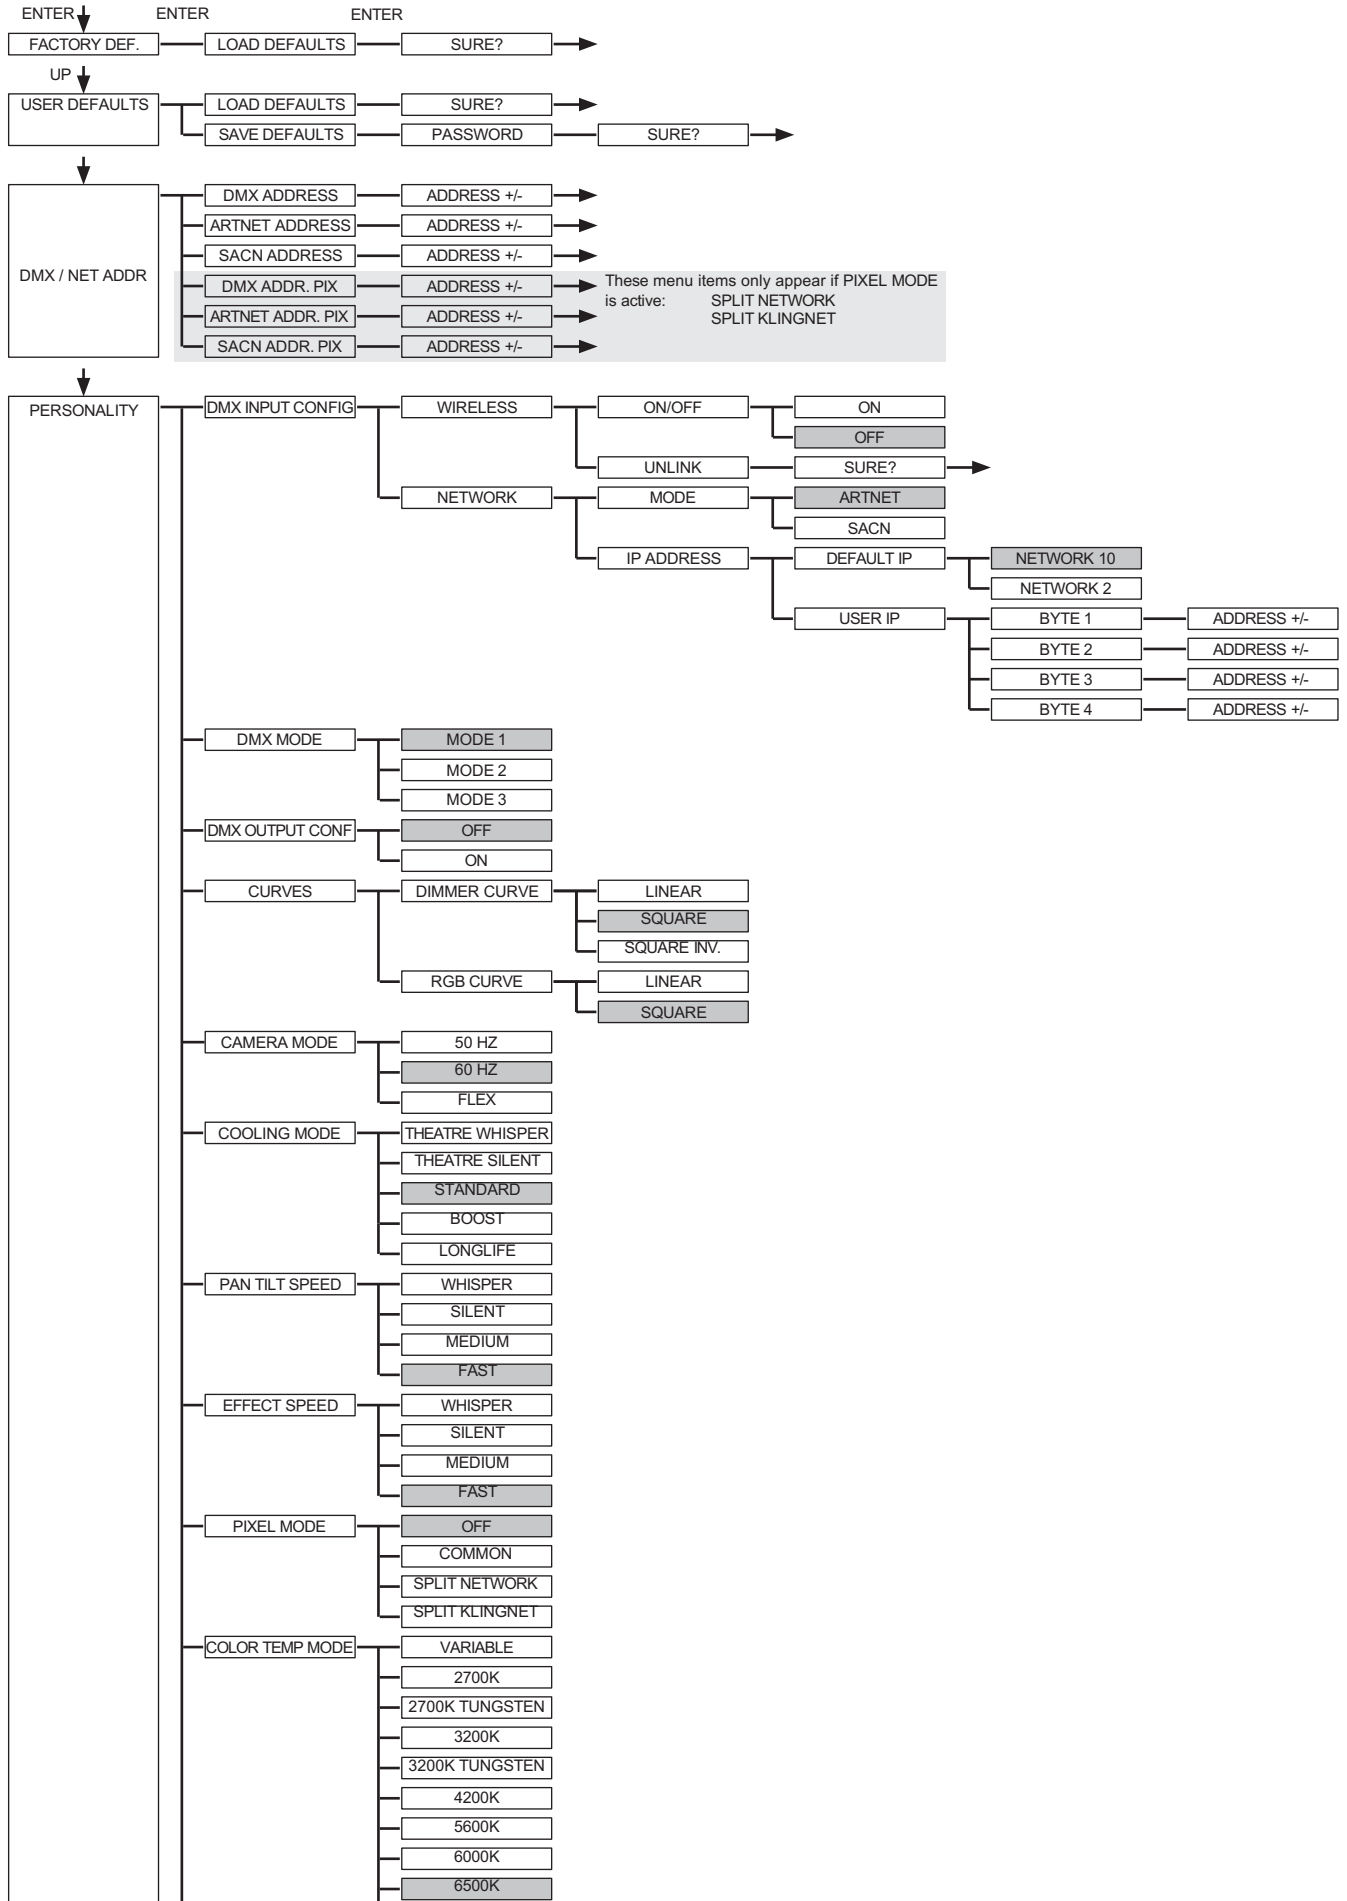 ENTER ENTER ENTER
FACTORY DEF. LOAD DEFAULTS SURE?
UP
USER DEFAULTS LOAD DEFAULTS SURE?
SAVE DEFAULTS PASSWORD SURE?
DMX / NET ADDR
DMX ADDRESS ADDRESS +/-
ARTNET ADDRESS ADDRESS +/-
SACN ADDRESS ADDRESS +/-
DMX ADDR. PIX ADDRESS +/-
ARTNET ADDR. PIX ADDRESS +/-
SACN ADDR. PIX ADDRESS +/-
These menu items only appear if PIXEL MODE
is active: SPLIT NETWORK
SPLIT KLINGNET
PERSONALITY DMX INPUT CONFIG WIRELESS ON/OFF ON
OFF
UNLINK SURE?
NETWORK MODE ARTNET
SACN
IP ADDRESS DEFAULT IP NETWORK 10
NETWORK 2
USER IP BYTE 1 ADDRESS +/-
BYTE 2 ADDRESS +/-
BYTE 3 ADDRESS +/-
BYTE 4 ADDRESS +/-
DMX MODE MODE 1
MODE 2
MODE 3
DMX OUTPUT CONF OFF
ON
CURVES DIMMER CURVE LINEAR
SQUARE
SQUARE INV.
RGB CURVE LINEAR
SQUARE
CAMERA MODE 50 HZ
60 HZ
FLEX
COOLING MODE THEATRE WHISPER
THEATRE SILENT
STANDARD
BOOST
LONGLIFE
PAN TILT SPEED WHISPER
SILENT
MEDIUM
FAST
EFFECT SPEED WHISPER
SILENT
MEDIUM
FAST
PIXEL MODE OFF
COMMON
SPLIT NETWORK
SPLIT KLINGNET
COLOR TEMP MODE VARIABLE
2700K
2700K TUNGSTEN
3200K
3200K TUNGSTEN
4200K
5600K
6000K
6500K